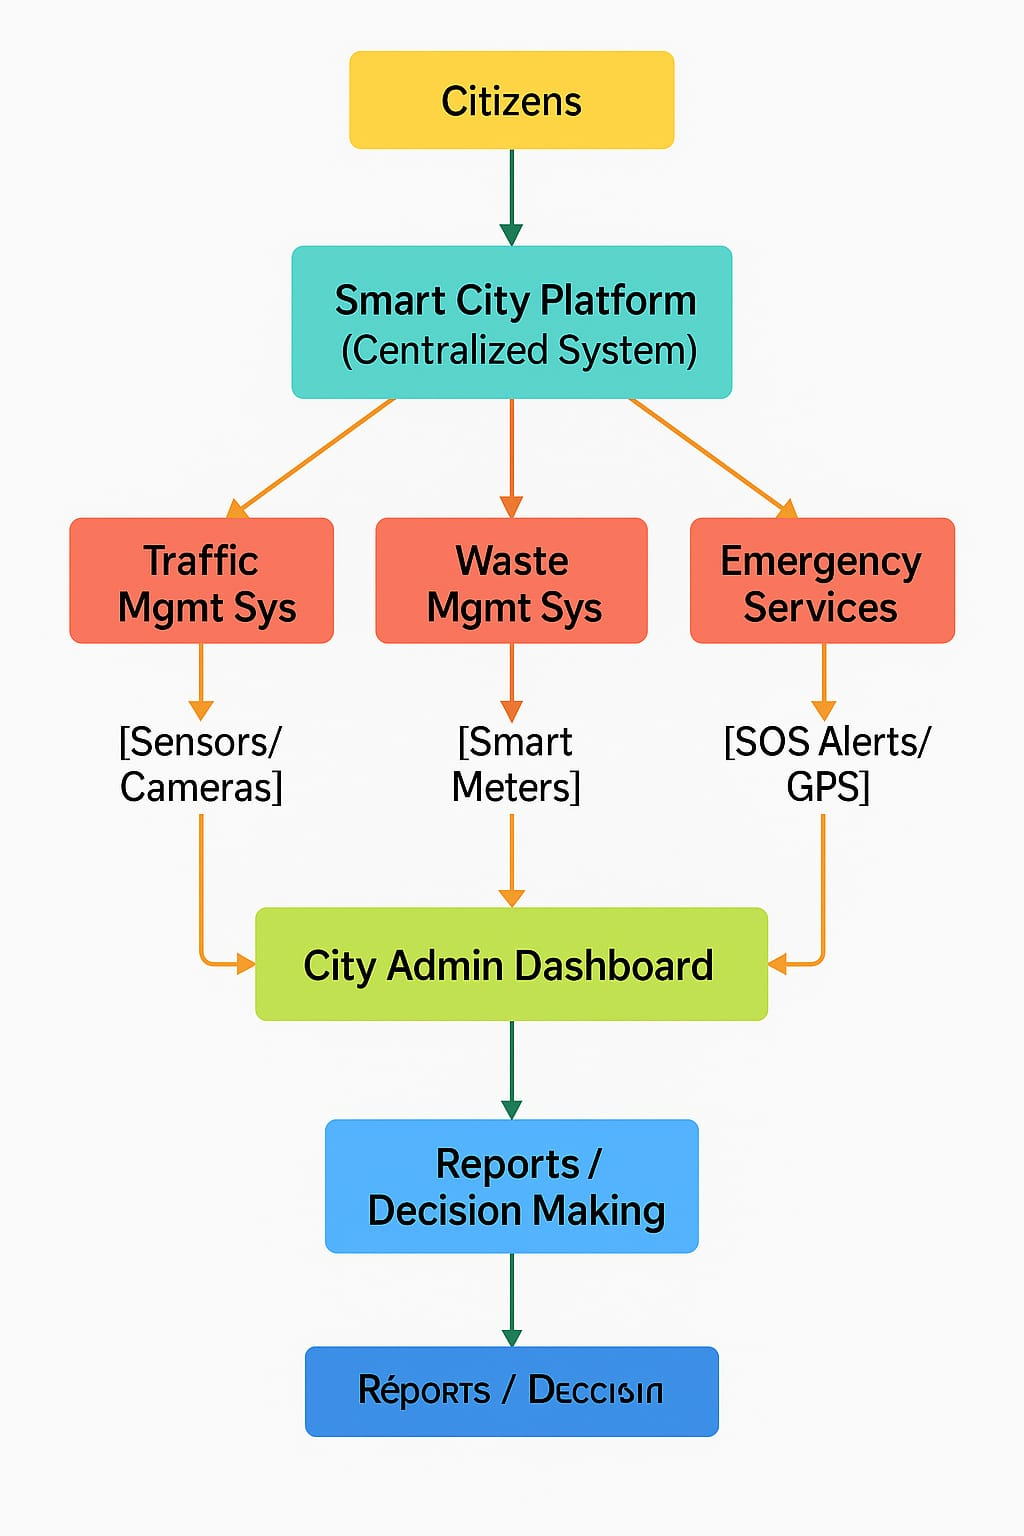 Citizens
Smart City Platform
(Centralized System)
Traffic
Mgmt Sys
Waste
Mgmt Sys
Emergency
Services
[Sensors/
Cameras]
[Smart
Meters]
[SOS Alerts/
GPS]
City Admin Dashboard
Reports /
Decision Making
Réports /